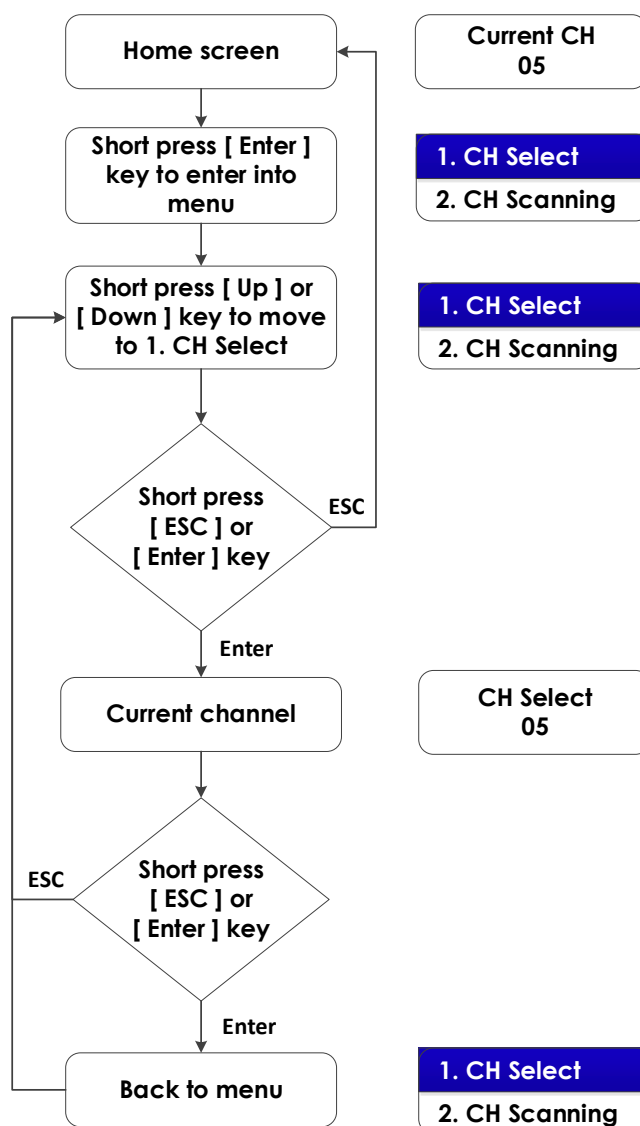 Home screen
Current CH
05
Short press [ Enter ]
key to enter into
menu
1. CH Select
2. CH Scanning
Short press [ Up ] or
[ Down ] key to move
to 1. CH Select
1. CH Select
2. CH Scanning
Short press
[ ESC ] or
[ Enter ] key
ESC
Enter
Current channel
CH Select
05
Short press
[ ESC ] or
[ Enter ] key
ESC
Enter
Back to menu
1. CH Select
2. CH Scanning